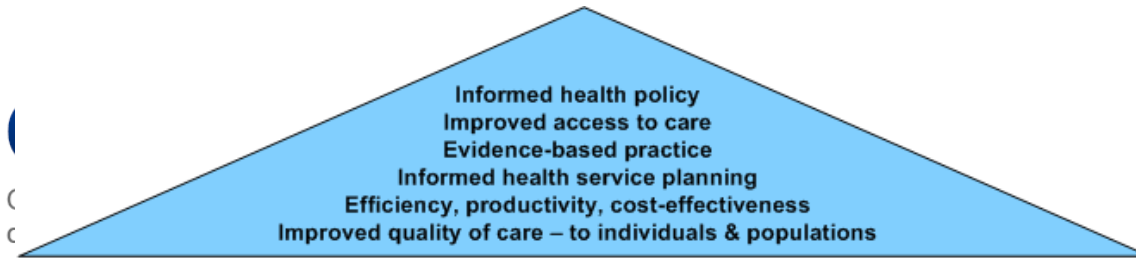 Informed health policy
Improved access to care
Evidence-based practice
Informed health service planning
Efficiency, productivity, cost-effectiveness
Improved quality of care – to individuals & populations